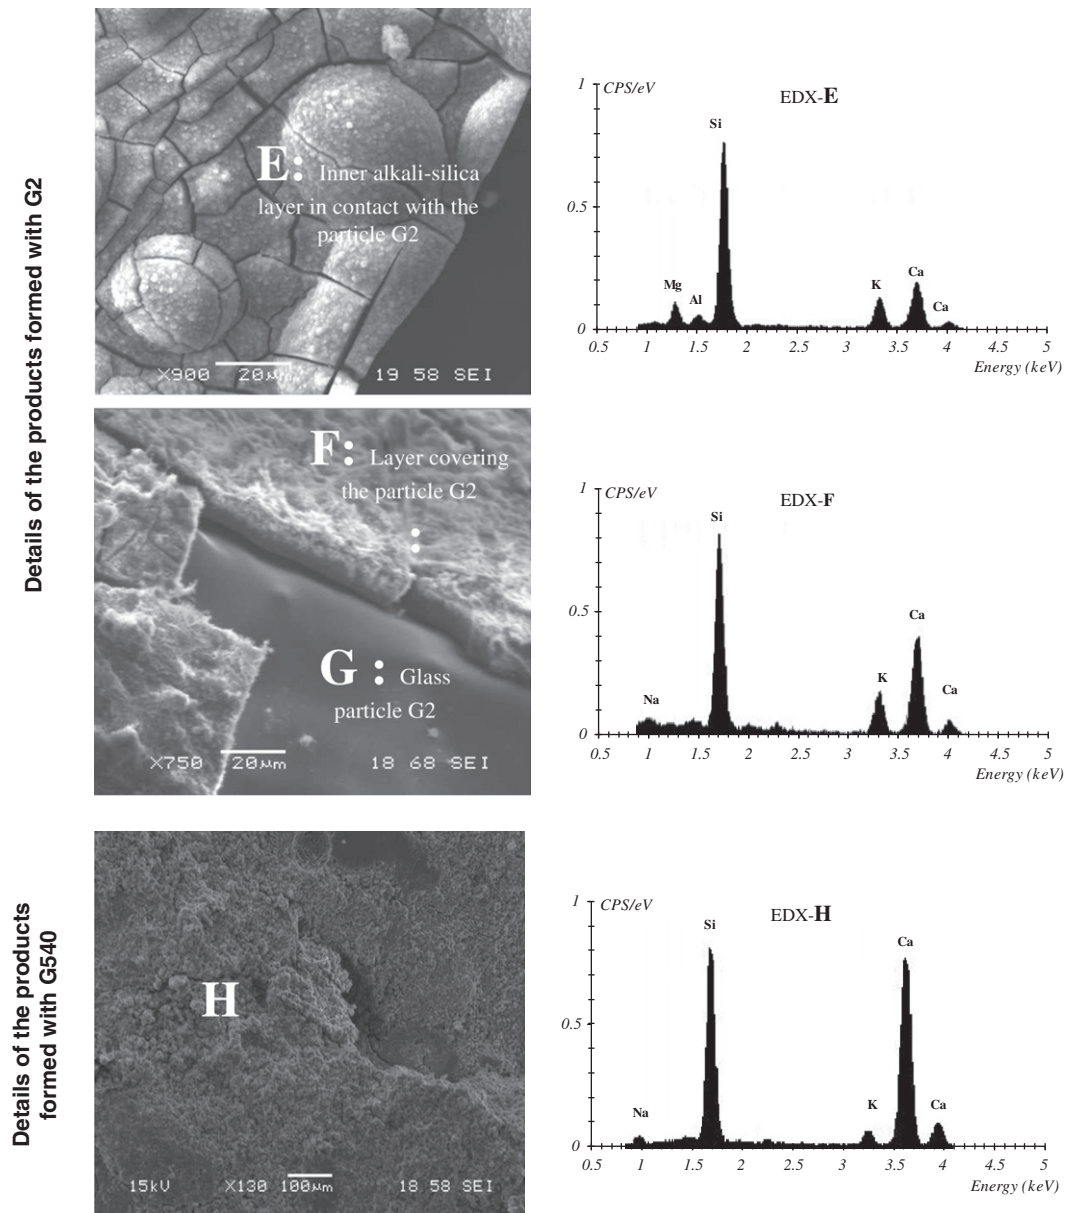 Details of the products formed with G2
E: Inner alkali-silica
layer in contact with the
particle G2
X900 20µm 19 58 SEI
CPS/eV
EDX-E
1
0.5
0
Si
Mg
Al
K
Ca
Ca
0.5 1 1.5 2 2.5 3 3.5 4 4.5 5
Energy (keV)
F: Layer covering
the particle G2
G : Glass
particle G2
X750 20µm 18 68 SEI
CPS/eV
EDX-F
1
0.5
0
Si
Na
K
Ca
Ca
0.5 1 1.5 2 2.5 3 3.5 4 4.5 5
Energy (keV)
Details of the products
formed with G540
H
15kV X130 100µm 18 58 SEI
CPS/eV
EDX-H
1
0.5
0
Si
Na
K
Ca
Ca
0.5 1 1.5 2 2.5 3 3.5 4 4.5 5
Energy (keV)